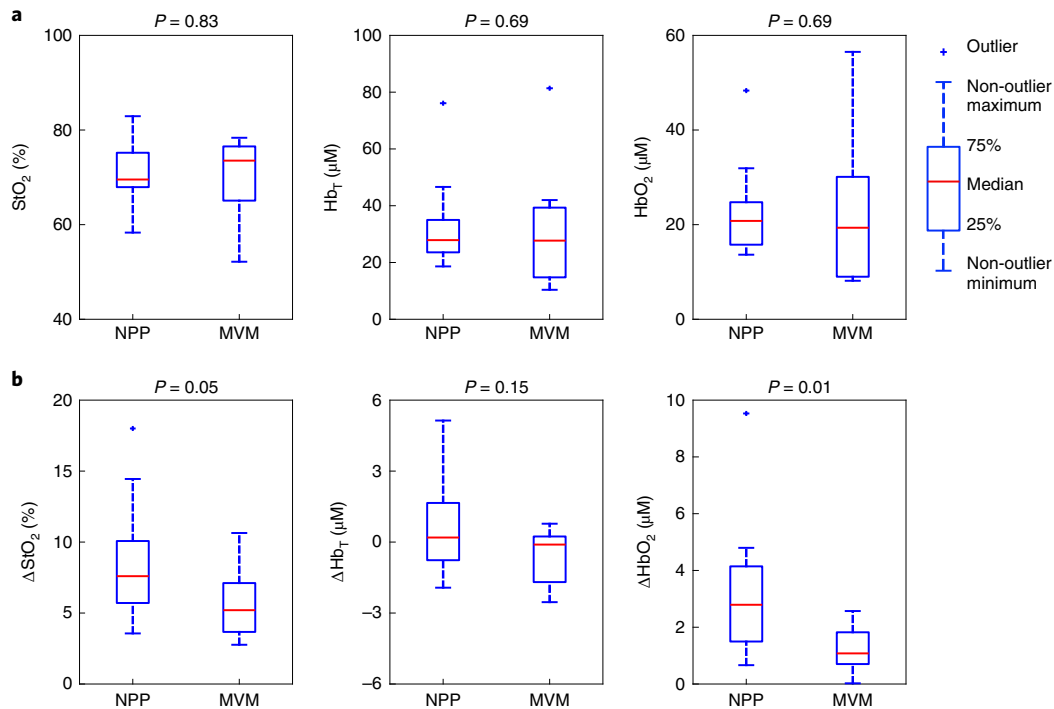 a
P = 0.83
100
80
60
40
StO₂ (%)
NPP
MVM
P = 0.69
100
80
60
40
20
0
Hb_T (μM)
NPP
MVM
P = 0.69
60
40
20
0
HbO₂ (μM)
NPP
MVM
Outlier
Non-outlier
maximum
75%
Median
25%
Non-outlier
minimum
b
P = 0.05
20
15
10
5
0
ΔStO₂ (%)
NPP
MVM
P = 0.15
6
3
0
−3
−6
ΔHb_T (μM)
NPP
MVM
P = 0.01
10
8
6
4
2
0
ΔHbO₂ (μM)
NPP
MVM